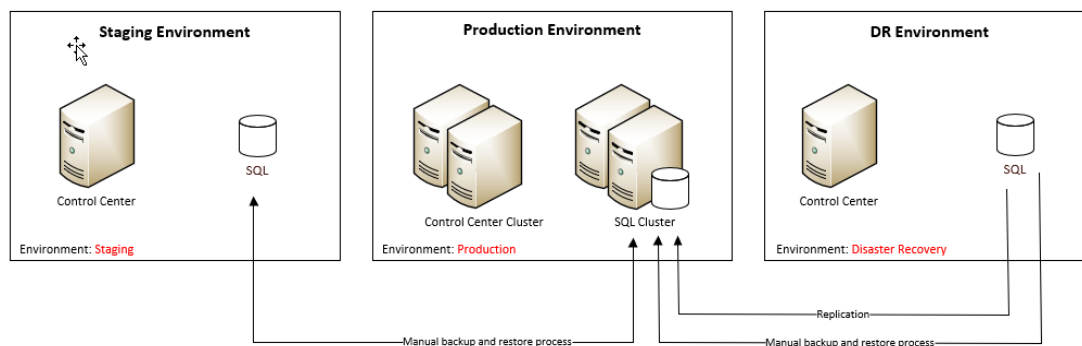 Staging Environment
Production Environment
DR Environment
SQL
SQL
Control Center
Control Center Cluster
SQL Cluster
Control Center
Environment: Staging
Environment: Production
Environment: Disaster Recovery
Replication
Manual backup and restore process
Manual backup and restore process